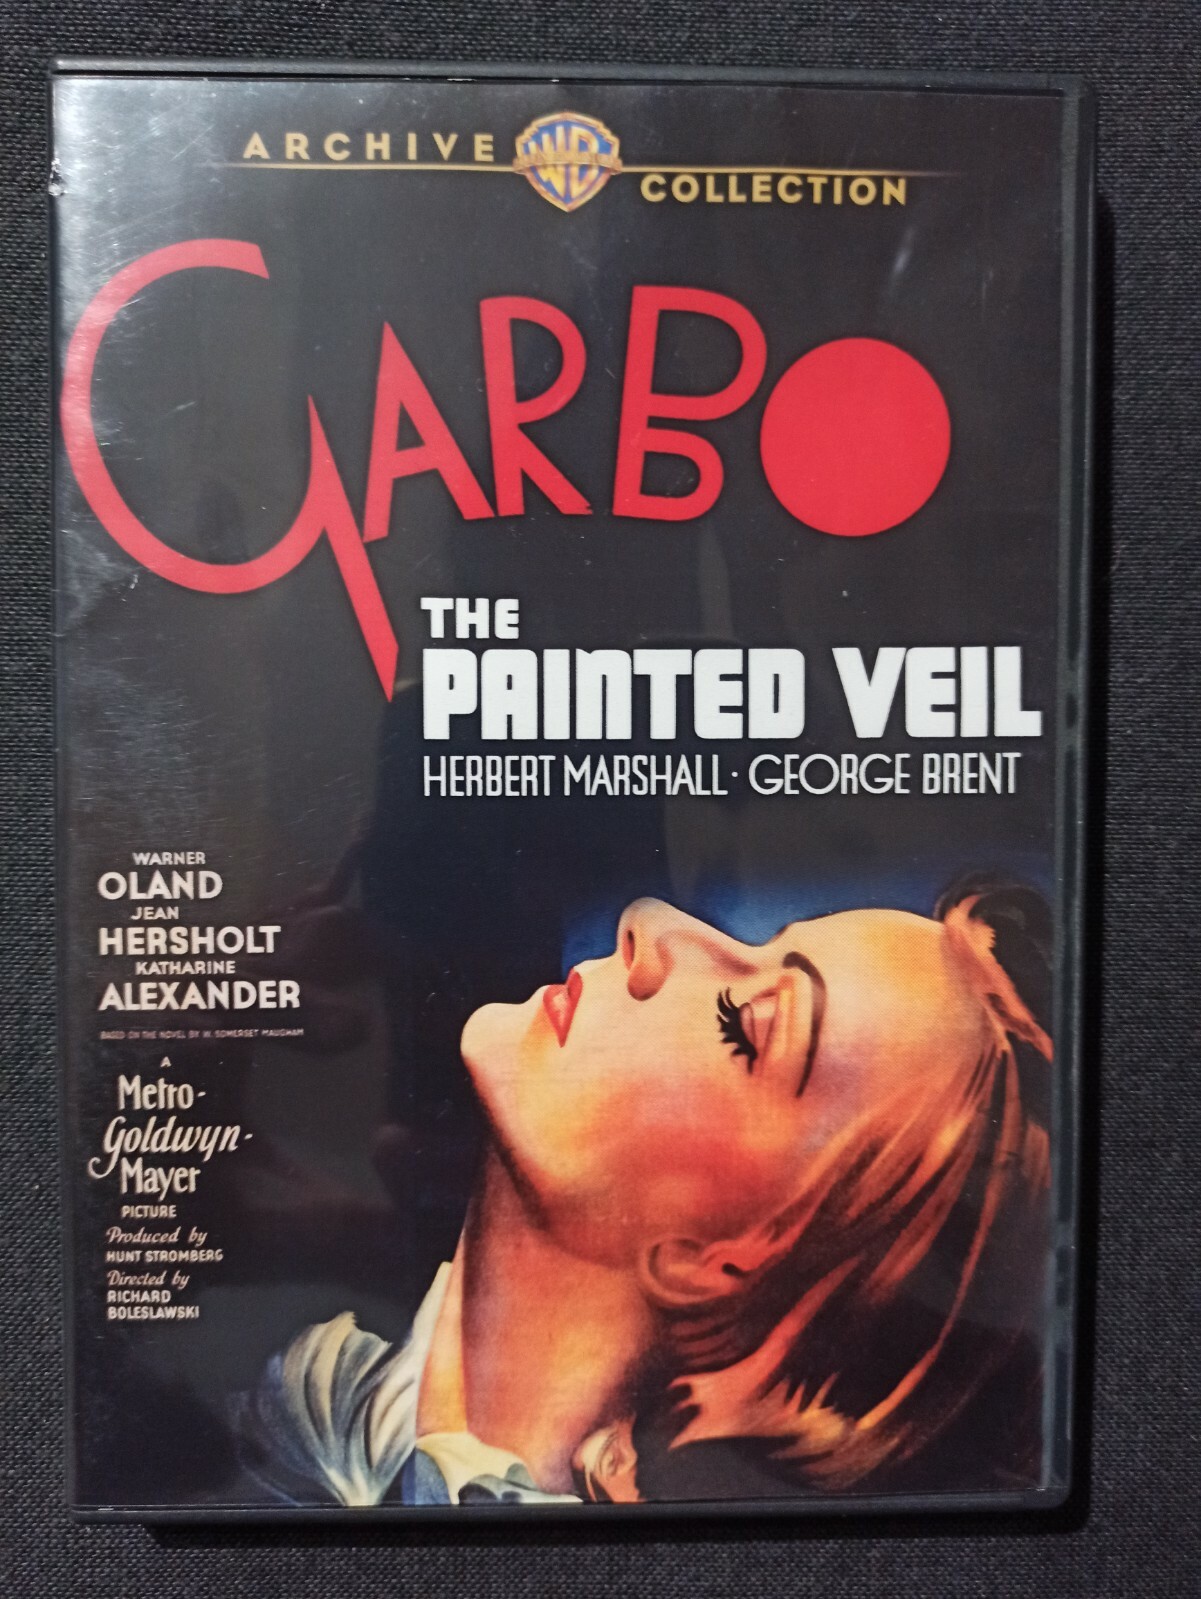 ARCHIVE
WB
COLLECTION
GARBO
THE
PAINTED VEIL
HERBERT MARSHALL · GEORGE BRENT
WARNER
OLAND
JEAN
HERSHOLT
KATHARINE
ALEXANDER
BASED ON THE NOVEL BY W. SOMERSET MAUGHAM
A
Metro-
Goldwyn-
Mayer
PICTURE
Produced by
HUNT STROMBERG
Directed by
RICHARD
BOLESLAWSKI